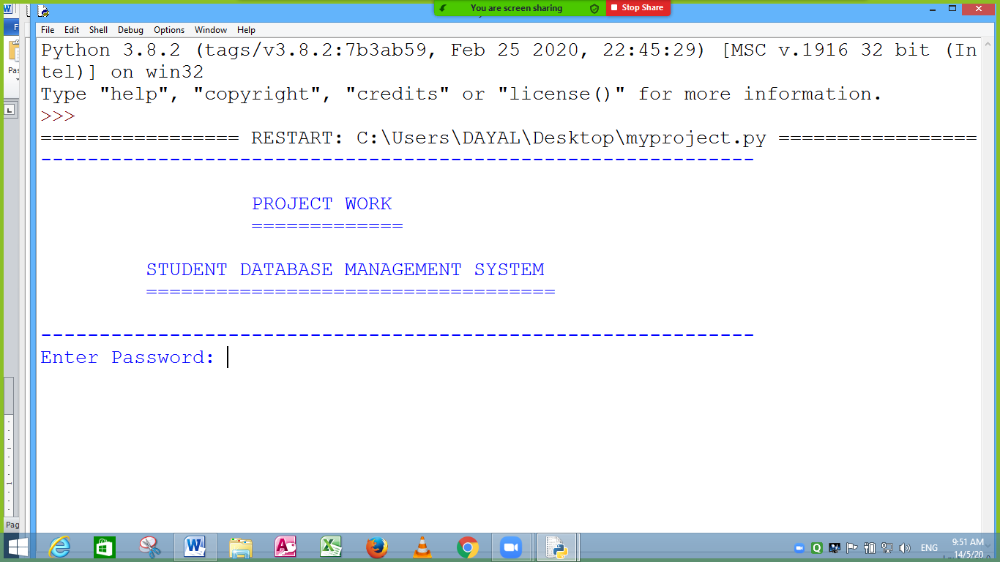 You are screen sharing Stop Share
File Edit Shell Debug Options Window Help
Python 3.8.2 (tags/v3.8.2:7b3ab59, Feb 25 2020, 22:45:29) [MSC v.1916 32 bit (In
tel)] on win32
Type "help", "copyright", "credits" or "license()" for more information.
>>>
================= RESTART: C:\Users\DAYAL\Desktop\myproject.py =================
-------------------------------------------------------------
PROJECT WORK
=============
STUDENT DATABASE MANAGEMENT SYSTEM
===================================
-------------------------------------------------------------
Enter Password:
Pas
Pag
ENG
9:51 AM
14/5/20